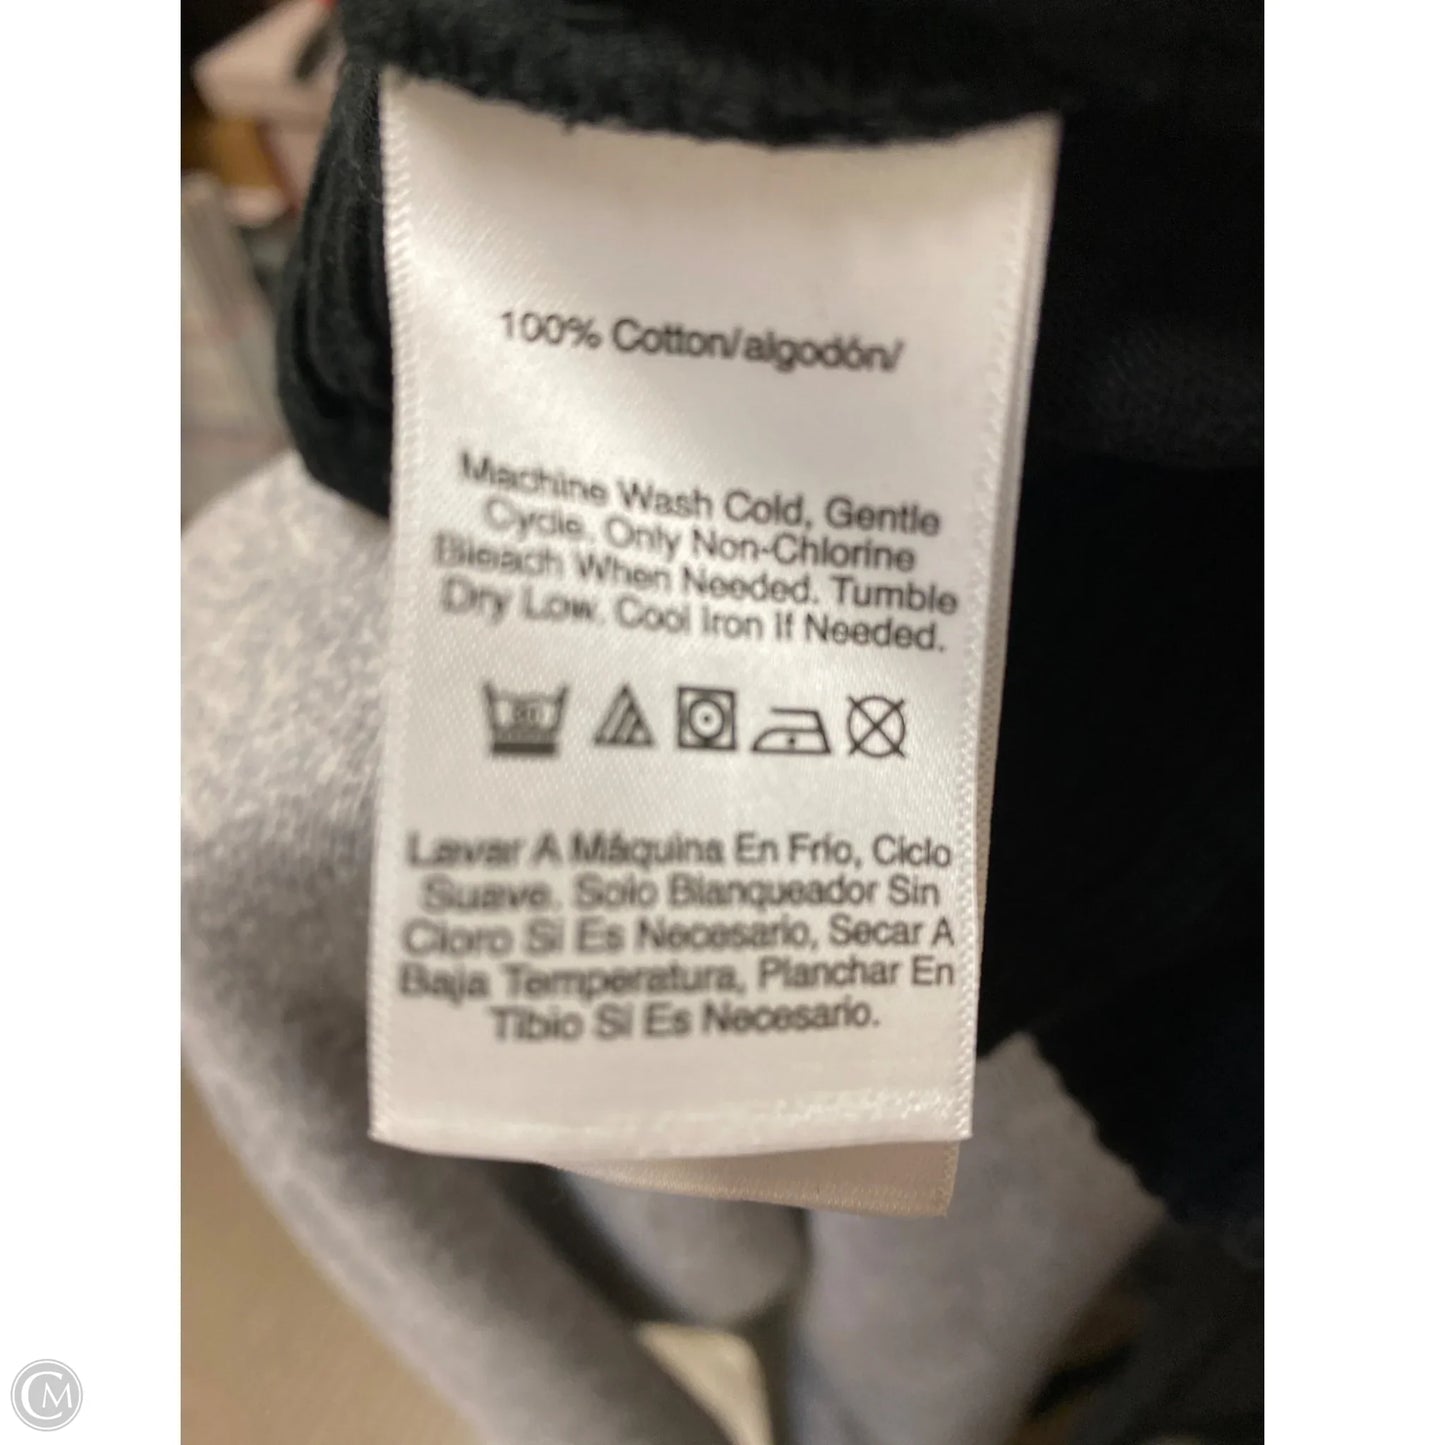 100% Cotton/algodón/
Machine Wash Cold, Gentle
Cycle. Only Non-Chlorine
Bleach When Needed. Tumble
Dry Low. Cool Iron If Needed.
30
Lavar A Máquina En Frío, Ciclo
Suave. Solo Blanqueador Sin
Cloro Si Es Necesario, Secar A
Baja Temperatura, Planchar En
Tibio Si Es Necesario.
CM